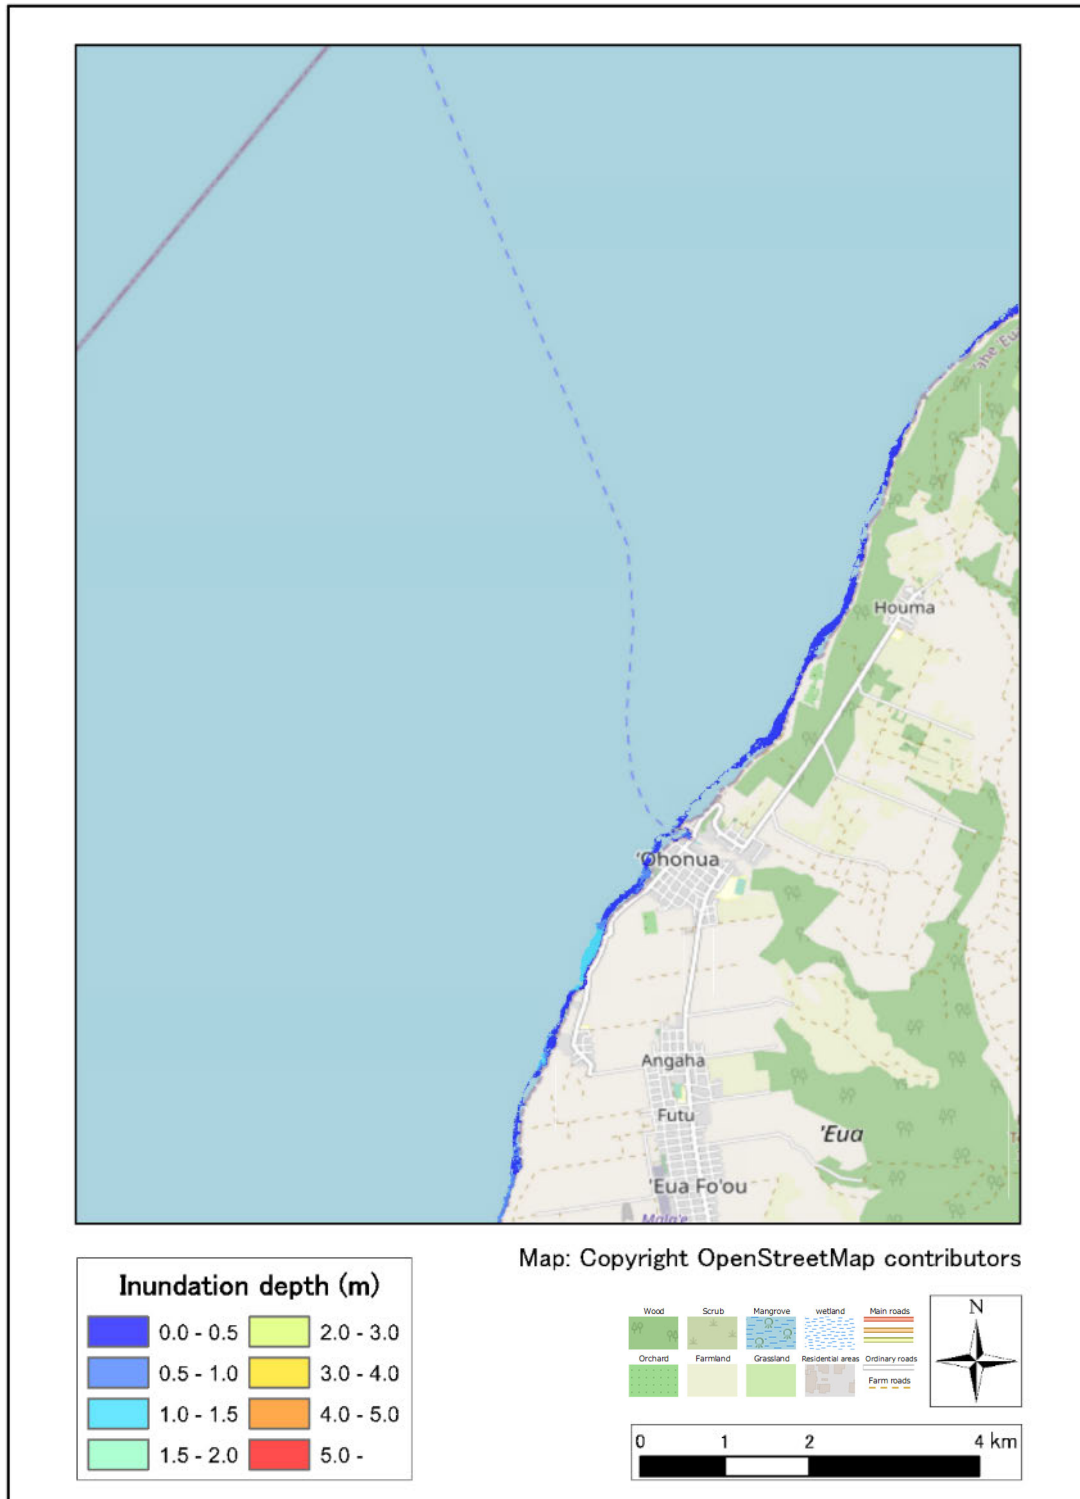 Houma
'Ohonua
Angaha
Futu
'Eua
'Eua Fo'ou
Map: Copyright OpenStreetMap contributors
Inundation depth (m)
0.0 - 0.5
2.0 - 3.0
0.5 - 1.0
3.0 - 4.0
1.0 - 1.5
4.0 - 5.0
1.5 - 2.0
5.0 -
Wood
Scrub
Mangrove
wetland
Main roads
Orchard
Farmland
Grassland
Residential areas
Ordinary roads
Farm roads
N
0 1 2 4 km